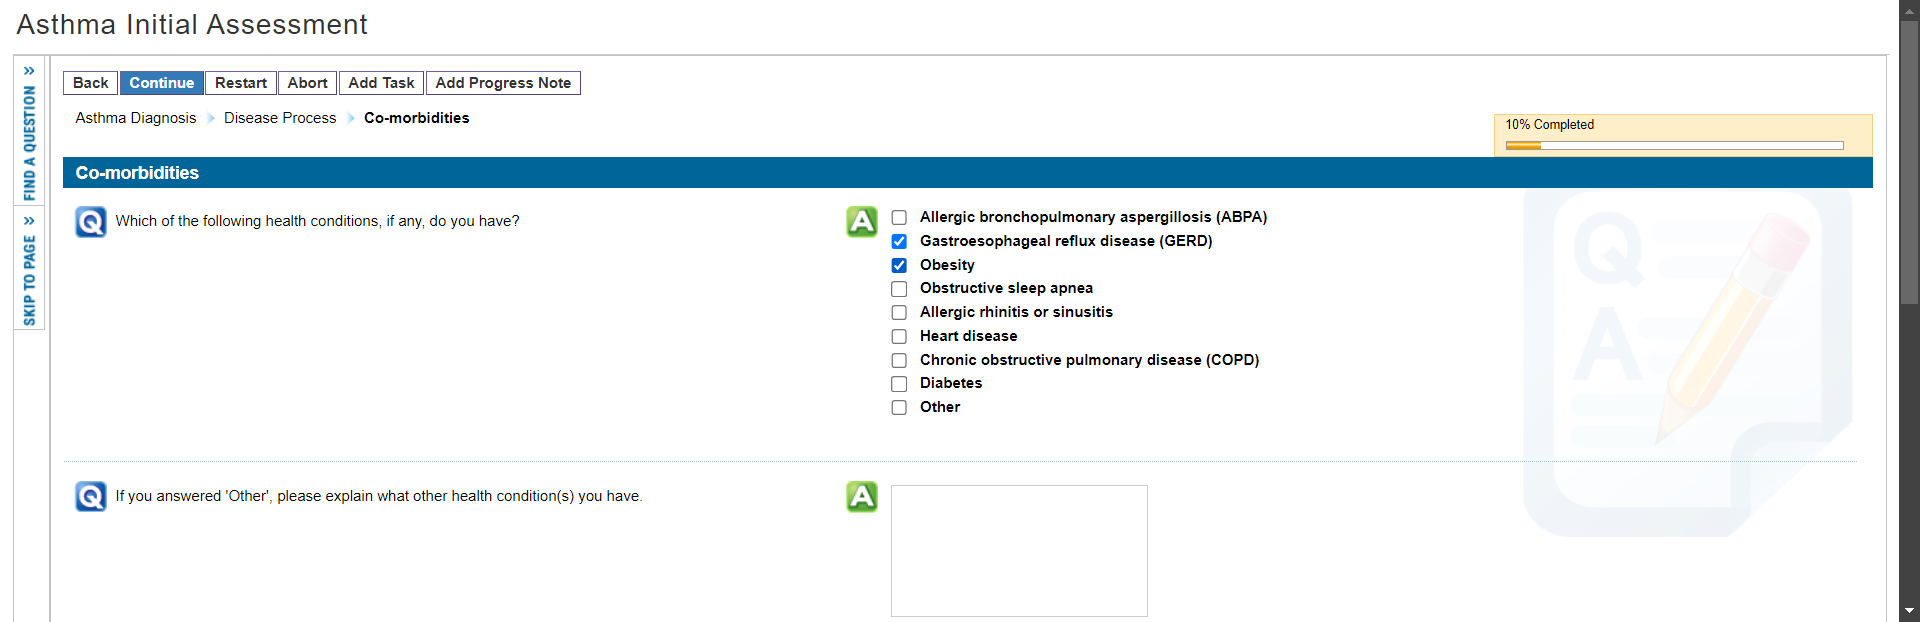 Asthma Initial Assessment
» FIND A QUESTION
» SKIP TO PAGE
Back Continue Restart Abort Add Task Add Progress Note
Asthma Diagnosis Disease Process Co-morbidities
10% Completed
Co-morbidities
Q Which of the following health conditions, if any, do you have?
A Allergic bronchopulmonary aspergillosis (ABPA)
Gastroesophageal reflux disease (GERD)
Obesity
Obstructive sleep apnea
Allergic rhinitis or sinusitis
Heart disease
Chronic obstructive pulmonary disease (COPD)
Diabetes
Other
Q
A
Q If you answered 'Other', please explain what other health condition(s) you have.
A